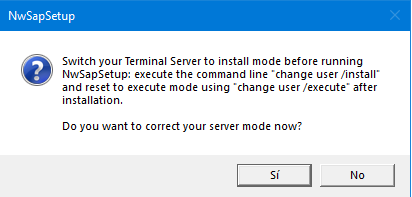 NwSapSetup
Switch your Terminal Server to install mode before running
NwSapSetup: execute the command line "change user /install"
and reset to execute mode using "change user /execute" after
installation.
Do you want to correct your server mode now?
Sí
No